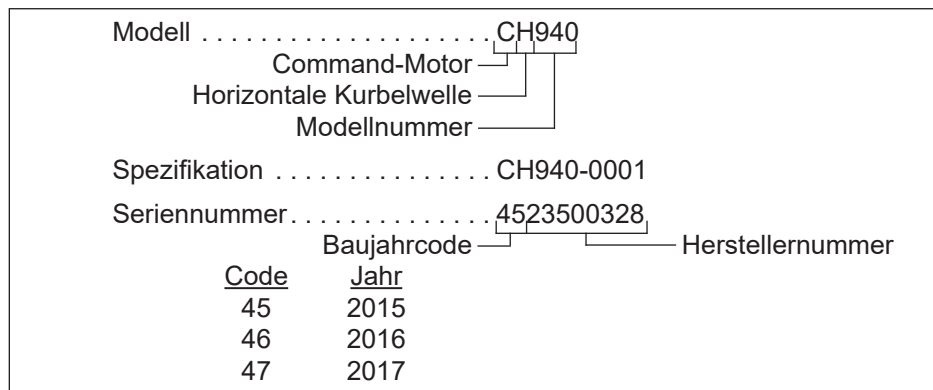 Modell . . . . . . . . . . . . . . . . . . . . CH940
Command-Motor
Horizontale Kurbelwelle
Modellnummer
Spezifikation . . . . . . . . . . . . . . . CH940-0001
Seriennummer. . . . . . . . . . . . . . 4523500328
Baujahrcode Herstellernummer
Code Jahr
45 2015
46 2016
47 2017